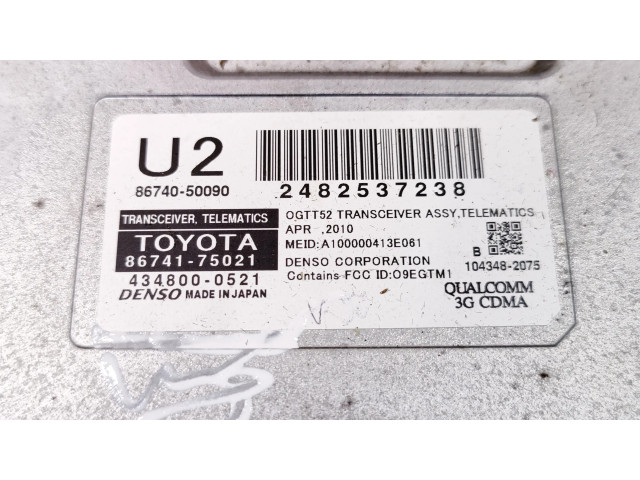 U2
86740-50090
2482537238
TRANSCEIVER, TELEMATICS
TOYOTA
86741-75021
434800-0521
DENSO MADE IN JAPAN
OGTT52 TRANSCEIVER ASSY,TELEMATICS
APR ,2010
MEID:A100000413E061
DENSO CORPORATION
Contains FCC ID:O9EGTM1
B
104348-2075
QUALCOMM
3G CDMA